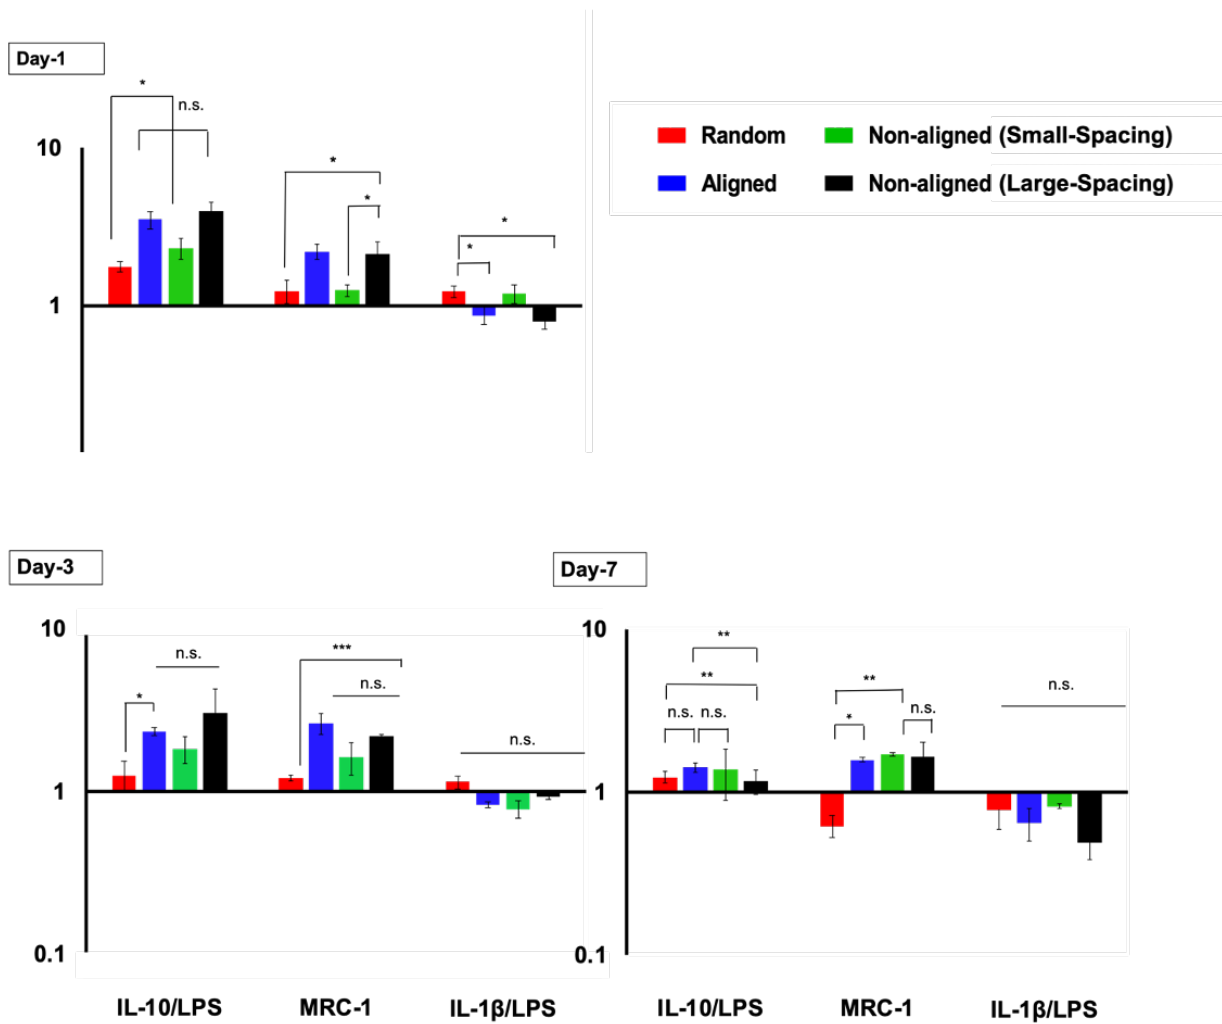 Day-1
*
n.s.
10
1
*
*
*
*
Random
Non-aligned (Small-Spacing)
Aligned
Non-aligned (Large-Spacing)
Day-3
10
1
0.1
*
n.s.
***
n.s.
n.s.
IL-10/LPS
MRC-1
IL-1β/LPS
Day-7
10
1
0.1
**
**
n.s.
n.s.
**
*
n.s.
n.s.
IL-10/LPS
MRC-1
IL-1β/LPS